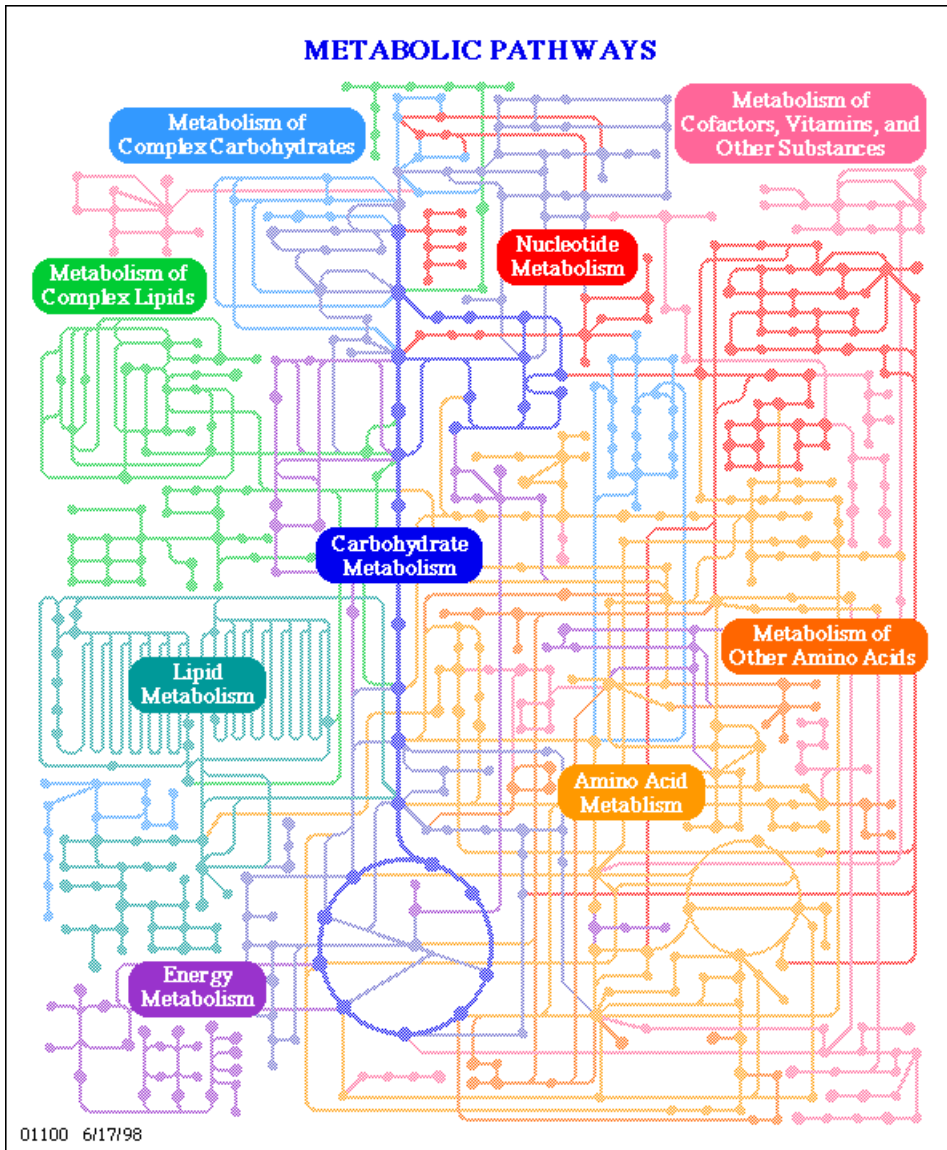 METABOLIC PATHWAYS
Metabolism of
Complex Carbohydrates
Metabolism of
Cofactors, Vitamins, and
Other Substances
Nucleotide
Metabolism
Metabolism of
Complex Lipids
Carbohydrate
Metabolism
Metabolism of
Other Amino Acids
Lipid
Metabolism
Amino Acid
Metablism
Energy
Metabolism
01100 6/17/98